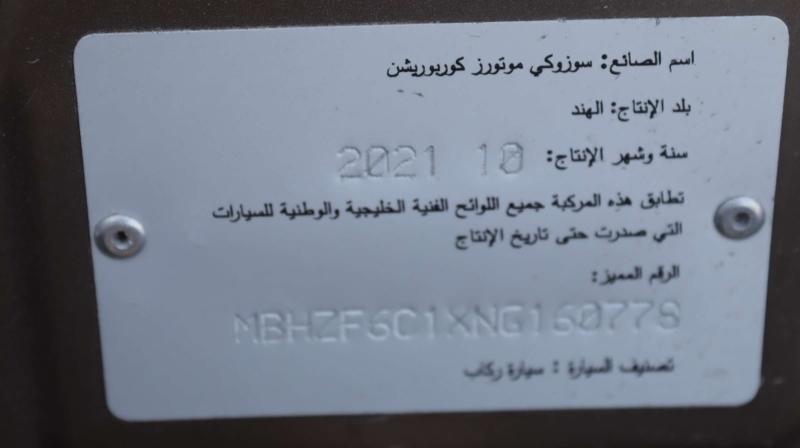 اسم الصانع: سوزوكي موتورز كوربوريشن
بلد الإنتاج: الهند
سنة وشهر الإنتاج: 10 2021
تطابق هذه المركبة جميع اللوائح الفنية الخليجية والوطنية للسيارات
التي صدرت حتى تاريخ الإنتاج
الرقم المميز:
MBHZF6C1XNG160778
تصنيف السيارة : سيارة ركاب